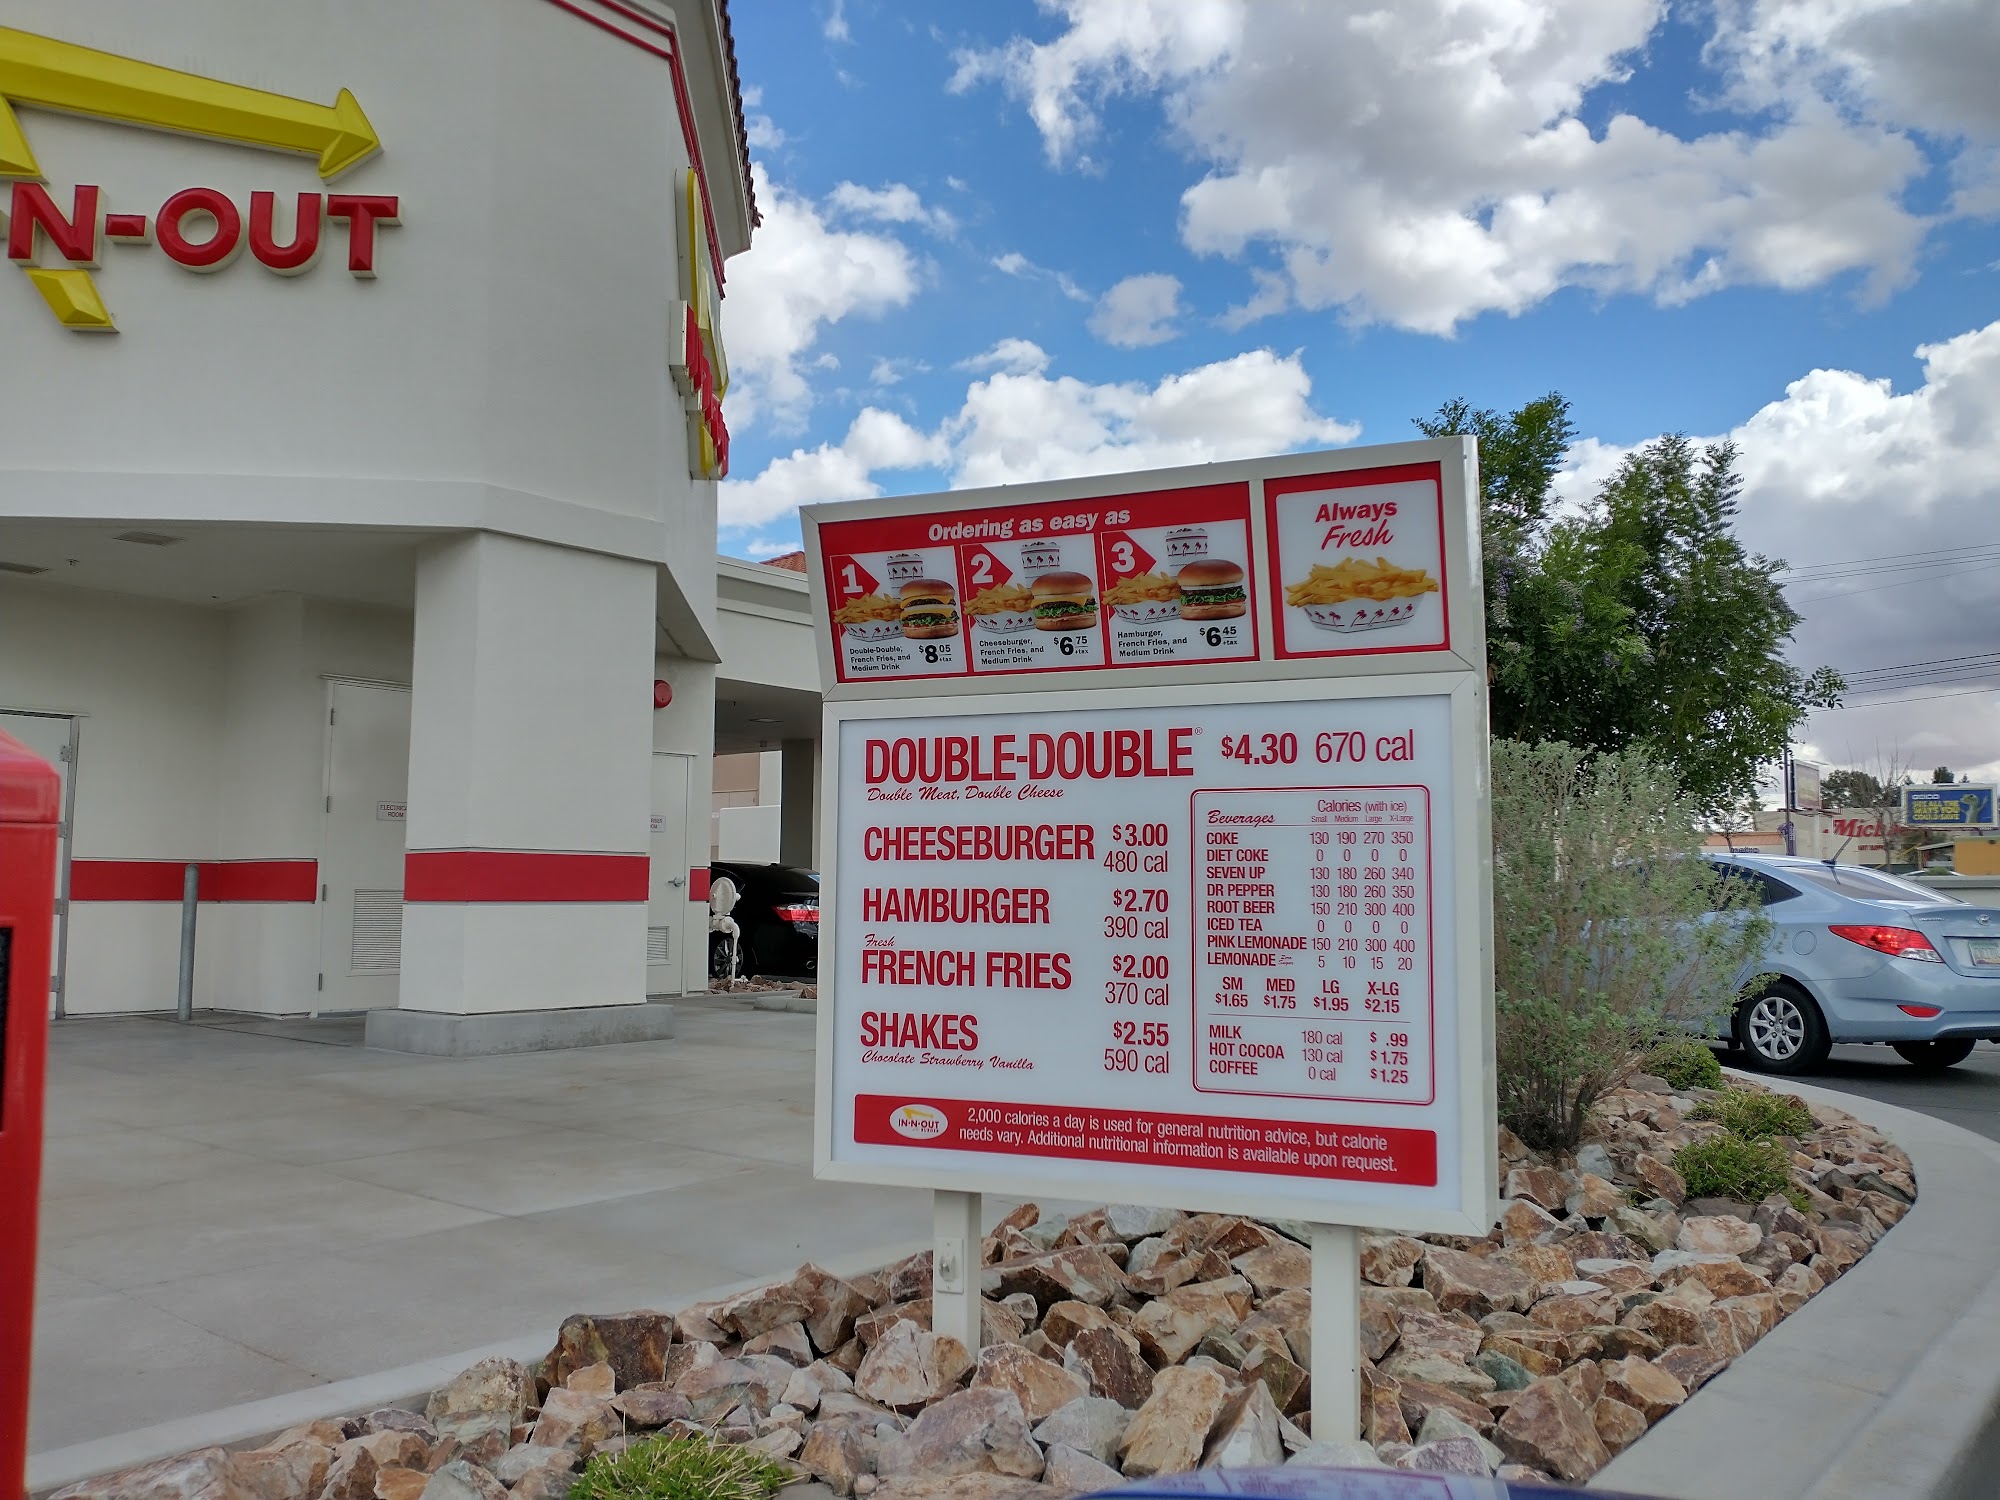 N-OUT
Ordering as easy as
1
Double-Double,
French Fries, and
Medium Drink
$8 05
+tax
2
Cheeseburger,
French Fries, and
Medium Drink
$6 75
+tax
3
Hamburger,
French Fries, and
Medium Drink
$6 45
+tax
Always
Fresh
DOUBLE-DOUBLE® $4.30 670 cal
Double Meat, Double Cheese
CHEESEBURGER $3.00
480 cal
HAMBURGER $2.70
390 cal
Fresh
FRENCH FRIES $2.00
370 cal
SHAKES $2.55
Chocolate Strawberry Vanilla 590 cal
Beverages Calories (with ice)
Small Medium Large X-Large
COKE 130 190 270 350
DIET COKE 0 0 0 0
SEVEN UP 130 180 260 340
DR PEPPER 130 180 260 350
ROOT BEER 150 210 300 400
ICED TEA 0 0 0 0
PINK LEMONADE 150 210 300 400
LEMONADE 5 10 15 20
SM MED LG X-LG
$1.65 $1.75 $1.95 $2.15
MILK 180 cal $ .99
HOT COCOA 130 cal $1.75
COFFEE 0 cal $1.25
IN-N-OUT
BURGER
2,000 calories a day is used for general nutrition advice, but calorie
needs vary. Additional nutritional information is available upon request.
ELECTRICA
ROOM
Mich